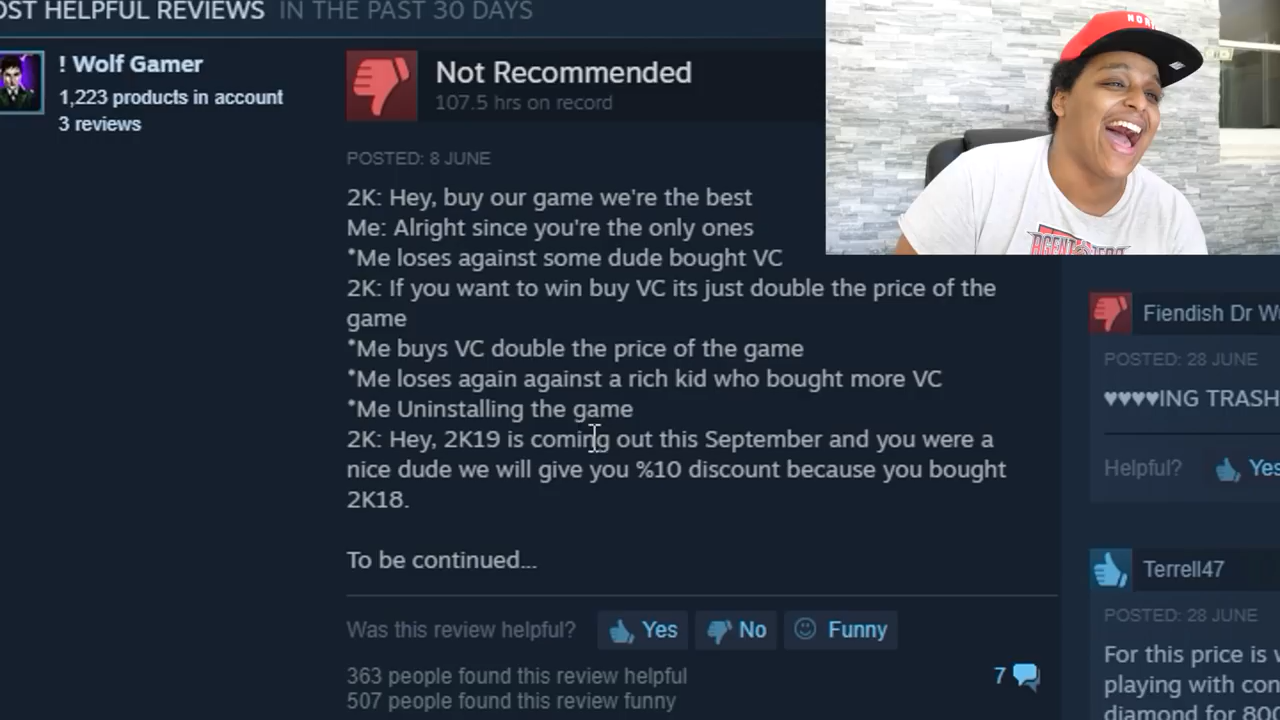 OST HELPFUL REVIEWS IN THE PAST 30 DAYS
! Wolf Gamer
1,223 products in account
3 reviews
Not Recommended
107.5 hrs on record
POSTED: 8 JUNE
2K: Hey, buy our game we're the best
Me: Alright since you're the only ones
*Me loses against some dude bought VC
2K: If you want to win buy VC its just double the price of the
game
*Me buys VC double the price of the game
*Me loses again against a rich kid who bought more VC
*Me Uninstalling the game
2K: Hey, 2K19 is coming out this September and you were a
nice dude we will give you %10 discount because you bought
2K18.
To be continued...
Was this review helpful? Yes No Funny
363 people found this review helpful
507 people found this review funny
7
Fiendish Dr
POSTED: 28 JUNE
♥♥♥♥ING TRASH
Helpful? Yes
Terrell47
POSTED: 28 JUNE
For this price is
playing with con
diamond for 800